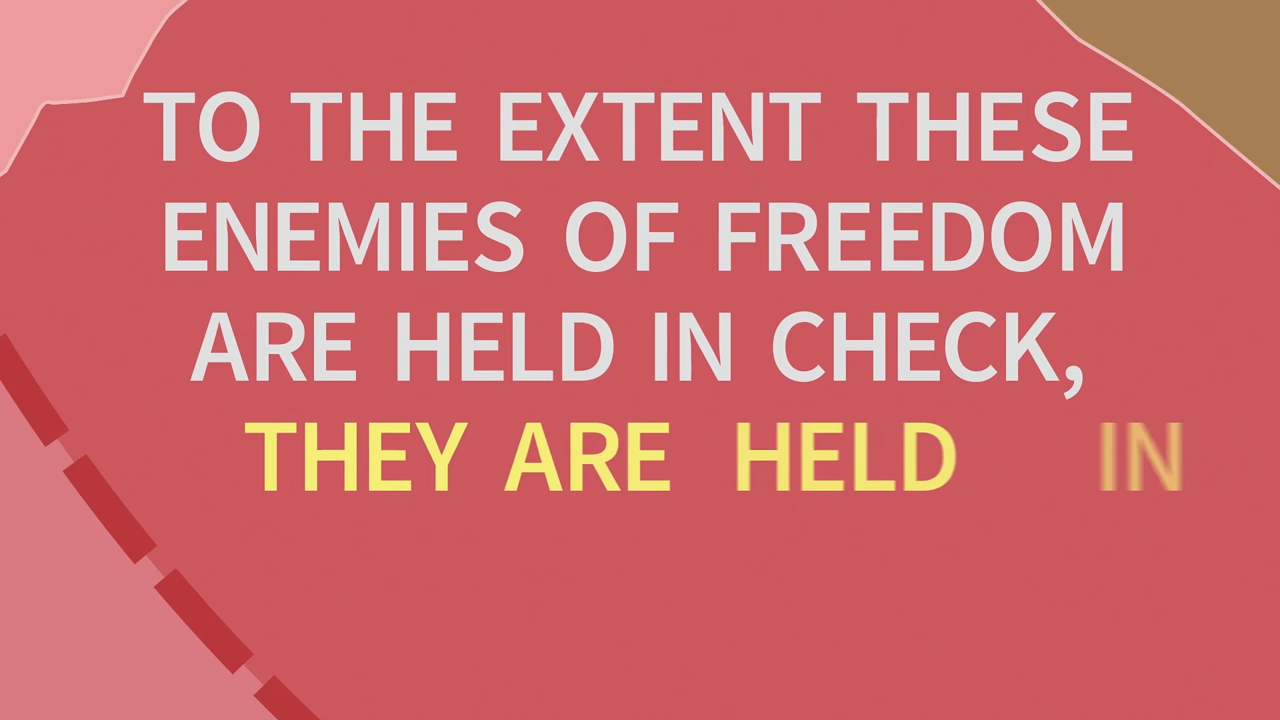 TO THE EXTENT THESE
ENEMIES OF FREEDOM
ARE HELD IN CHECK,
THEY ARE HELD IN